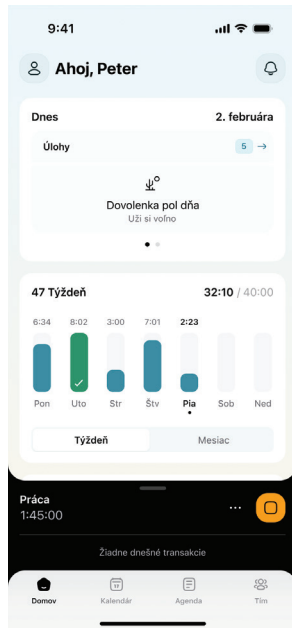 9:41
Ahoj, Peter
Dnes 2. februára
Úlohy 5 →
Dovolenka pol dňa
Uži si voľno
47 Týždeň 32:10 / 40:00
6:34 8:02 3:00 7:01 2:23
Pon Uto Str Štv Pia Sob Ned
Týždeň Mesiac
Práca
1:45:00
Žiadne dnešné transakcie
Domov Kalendár Agenda Tím